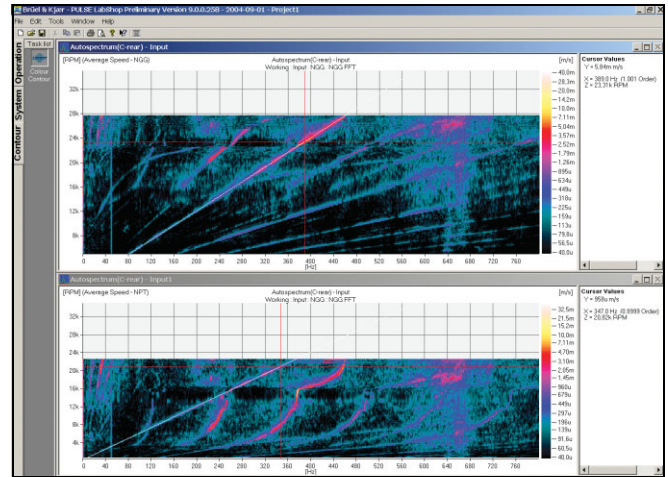 Brüel & Kjær - PULSE LabShop Preliminary Version 9.0.0.258 - 2004-09-01 - Project1
File Edit Tools Window Help
Task list
Colour
Contour
Contour System Operation
Autospectrum(C-rear) - Input
[RPM] (Average Speed - NGG)
Autospectrum(C-rear) - Input
Working : Input : NGG : NGG FFT
[m/s]
32k
28k
24k
20k
16k
12k
8k
40.0m
28.3m
20.0m
14.2m
10.0m
7.11m
5.04m
3.57m
2.52m
1.79m
1.26m
895u
634u
449u
318u
225u
159u
113u
79.8u
56.5u
40.0u
0 40 80 120 160 200 240 280 320 360 400 440 480 520 560 600 640 680 720 760
[Hz]
Cursor Values
Y = 5.84m m/s
X = 389.0 Hz (1.001 Order)
Z = 23.31k RPM
Autospectrum(C-rear) - Input1
[RPM] (Average Speed - NPT)
Autospectrum(C-rear) - Input
Working : Input : NGG : NGG FFT
[m/s]
32k
28k
24k
20k
16k
12k
8k
4k
32.5m
21.5m
15.2m
10.0m
7.11m
4.70m
3.10m
2.05m
1.45m
960u
679u
449u
297u
196u
139u
91.6u
60.5u
40.0u
0 40 80 120 160 200 240 280 320 360 400 440 480 520 560 600 640 680 720 760
[Hz]
Cursor Values
Y = 958u m/s
X = 347.0 Hz (0.9999 Order)
Z = 20.82k RPM